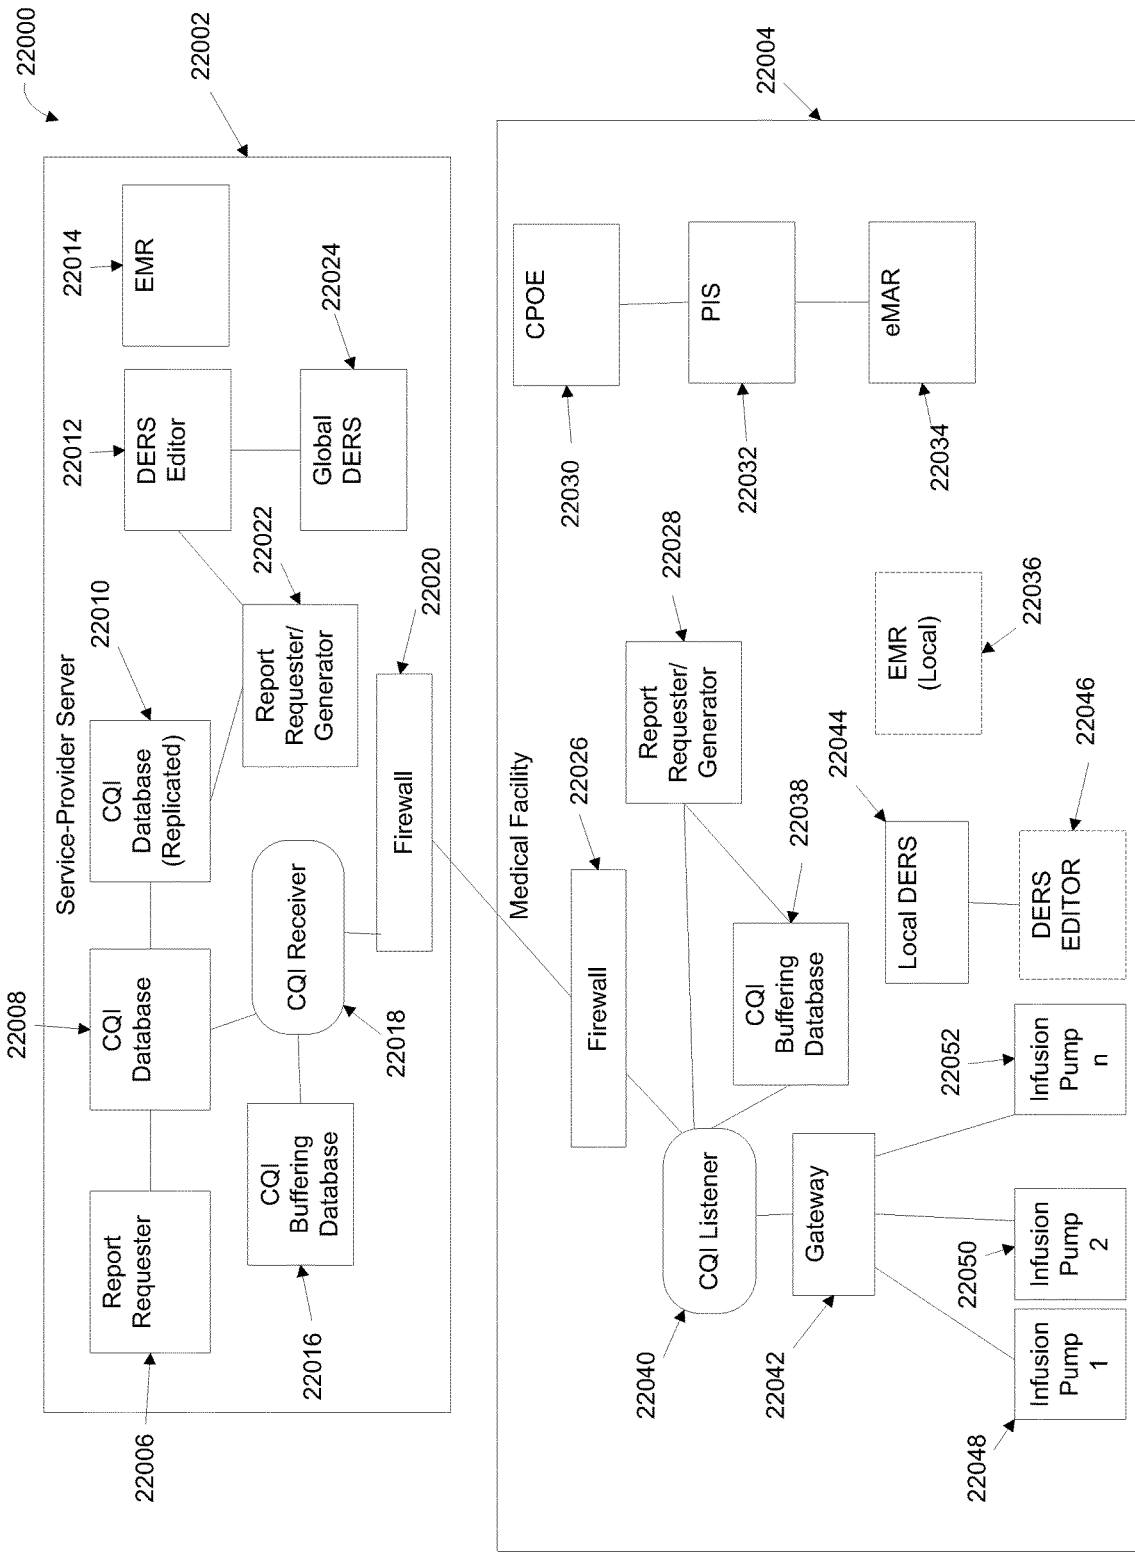 22000
22002
Service-Provider Server
22006
Report
Requester
22008
CQI
Database
22010
CQI
Database
(Replicated)
22012
DERS
Editor
22014
EMR
22016
CQI
Buffering
Database
CQI Receiver
22018
Report
Requester/
Generator
22022
Global
DERS
22024
Firewall
22020
22004
Medical Facility
Firewall
22026
CQI Listener
22040
Report
Requester/
Generator
22028
CPOE
22030
CQI
Buffering
Database
22038
PIS
22032
Gateway
22042
Local DERS
22044
EMR
(Local)
22036
eMAR
22034
Infusion
Pump
1
22048
Infusion
Pump
2
22050
Infusion
Pump
n
22052
DERS
EDITOR
22046